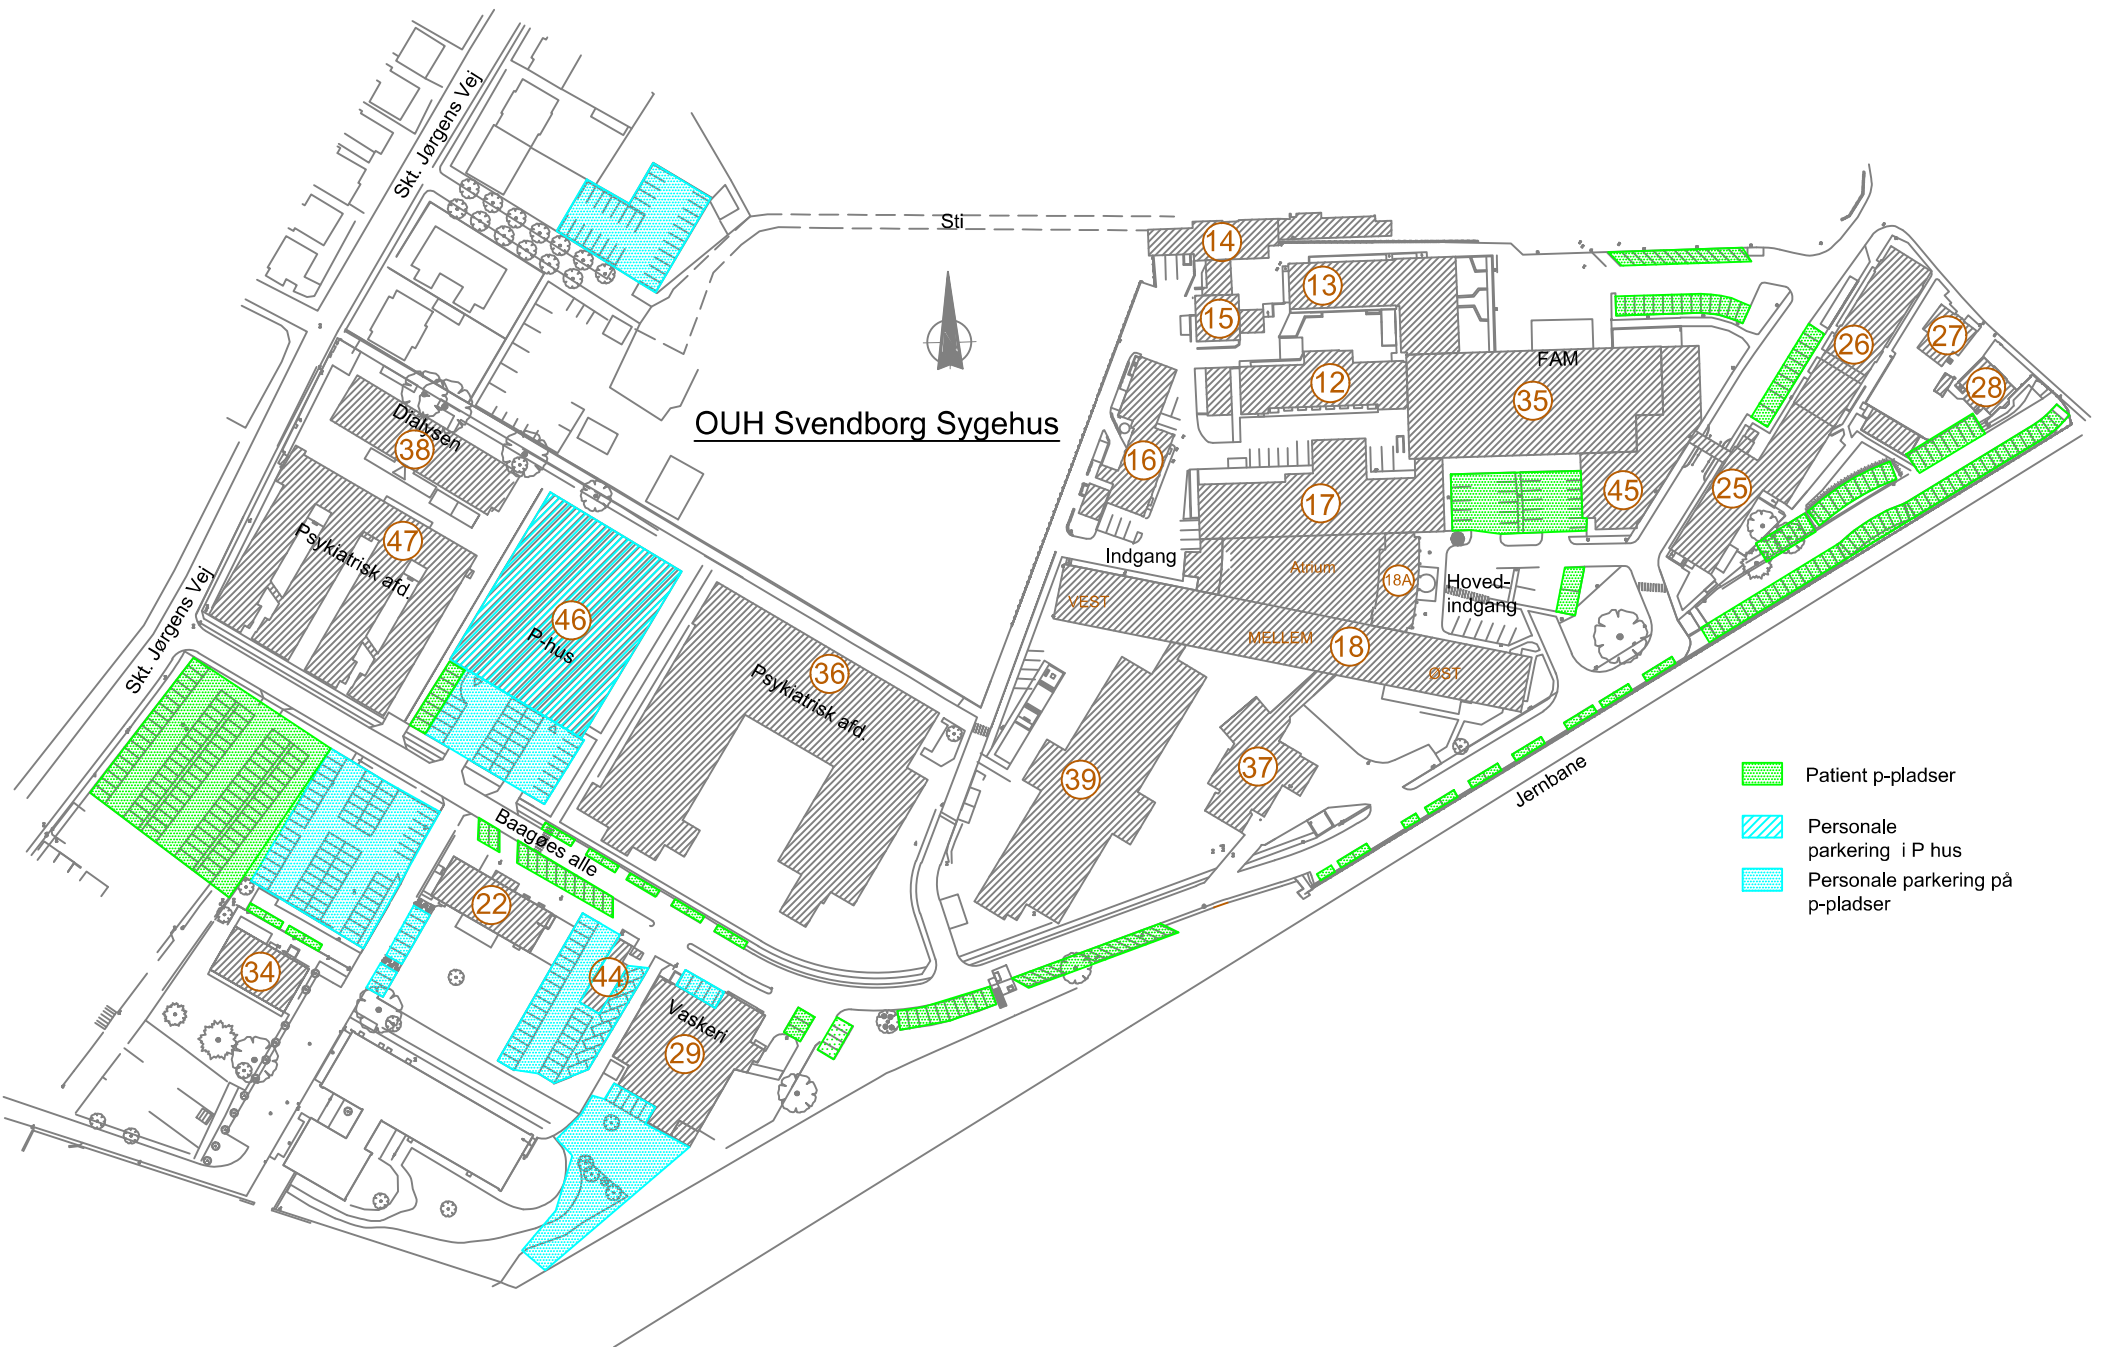 Skt. Jørgens Vej
Sti
14
13
15
26
27
28
FAM
12
35
OUH Svendborg Sygehus
Dialysen
38
16
17
45
25
47
Psykiatrisk afd.
Indgang
Atrium
18A
Hoved-
indgang
VEST
MELLEM
18
ØST
46
P-hus
Skt. Jørgens Vej
36
Psykiatrisk afd.
39
37
Jernbane
Patient p-pladser
Personale
parkering i P hus
Personale parkering på
p-pladser
Baagøes alle
22
34
44
Vaskeri
29